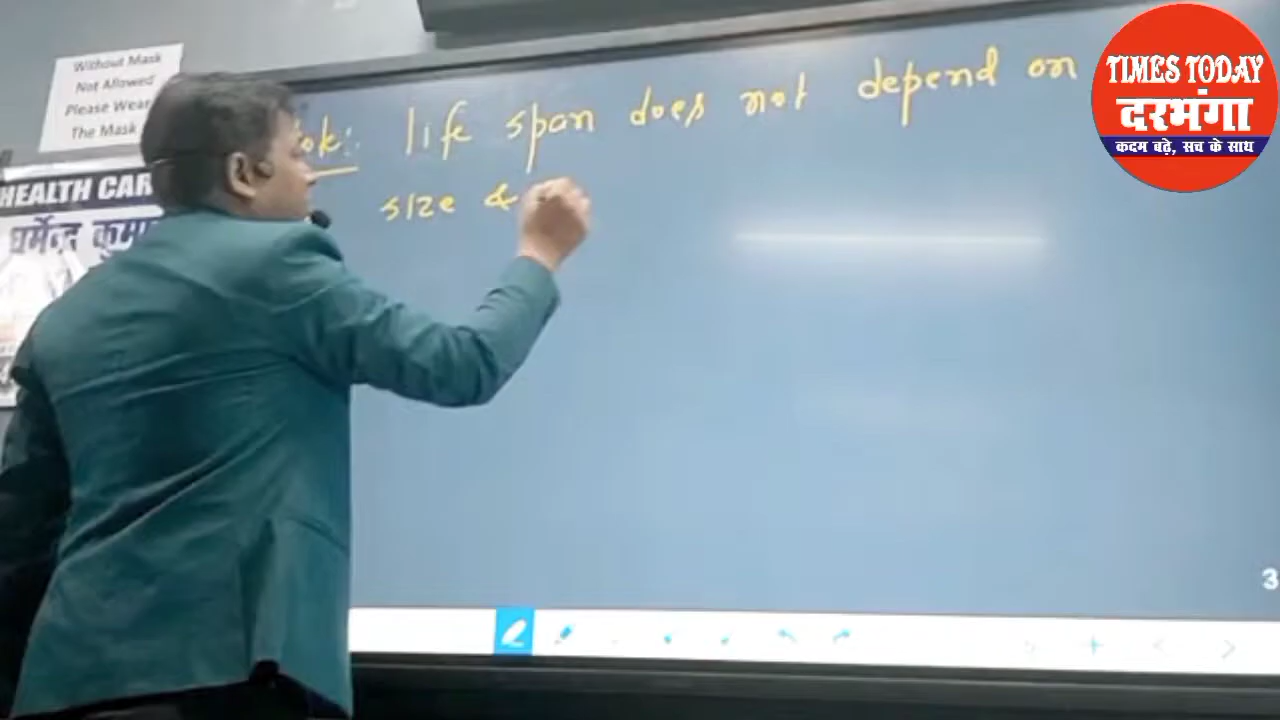 Without Mask
Not Allowed
Please Wear
The Mask
HEALTH CAR
धर्मेन्द्र कुमा
life span does not depend on
size &
TIMES TODAY
दरभंगा
कदम बढ़े, सच के साथ
3